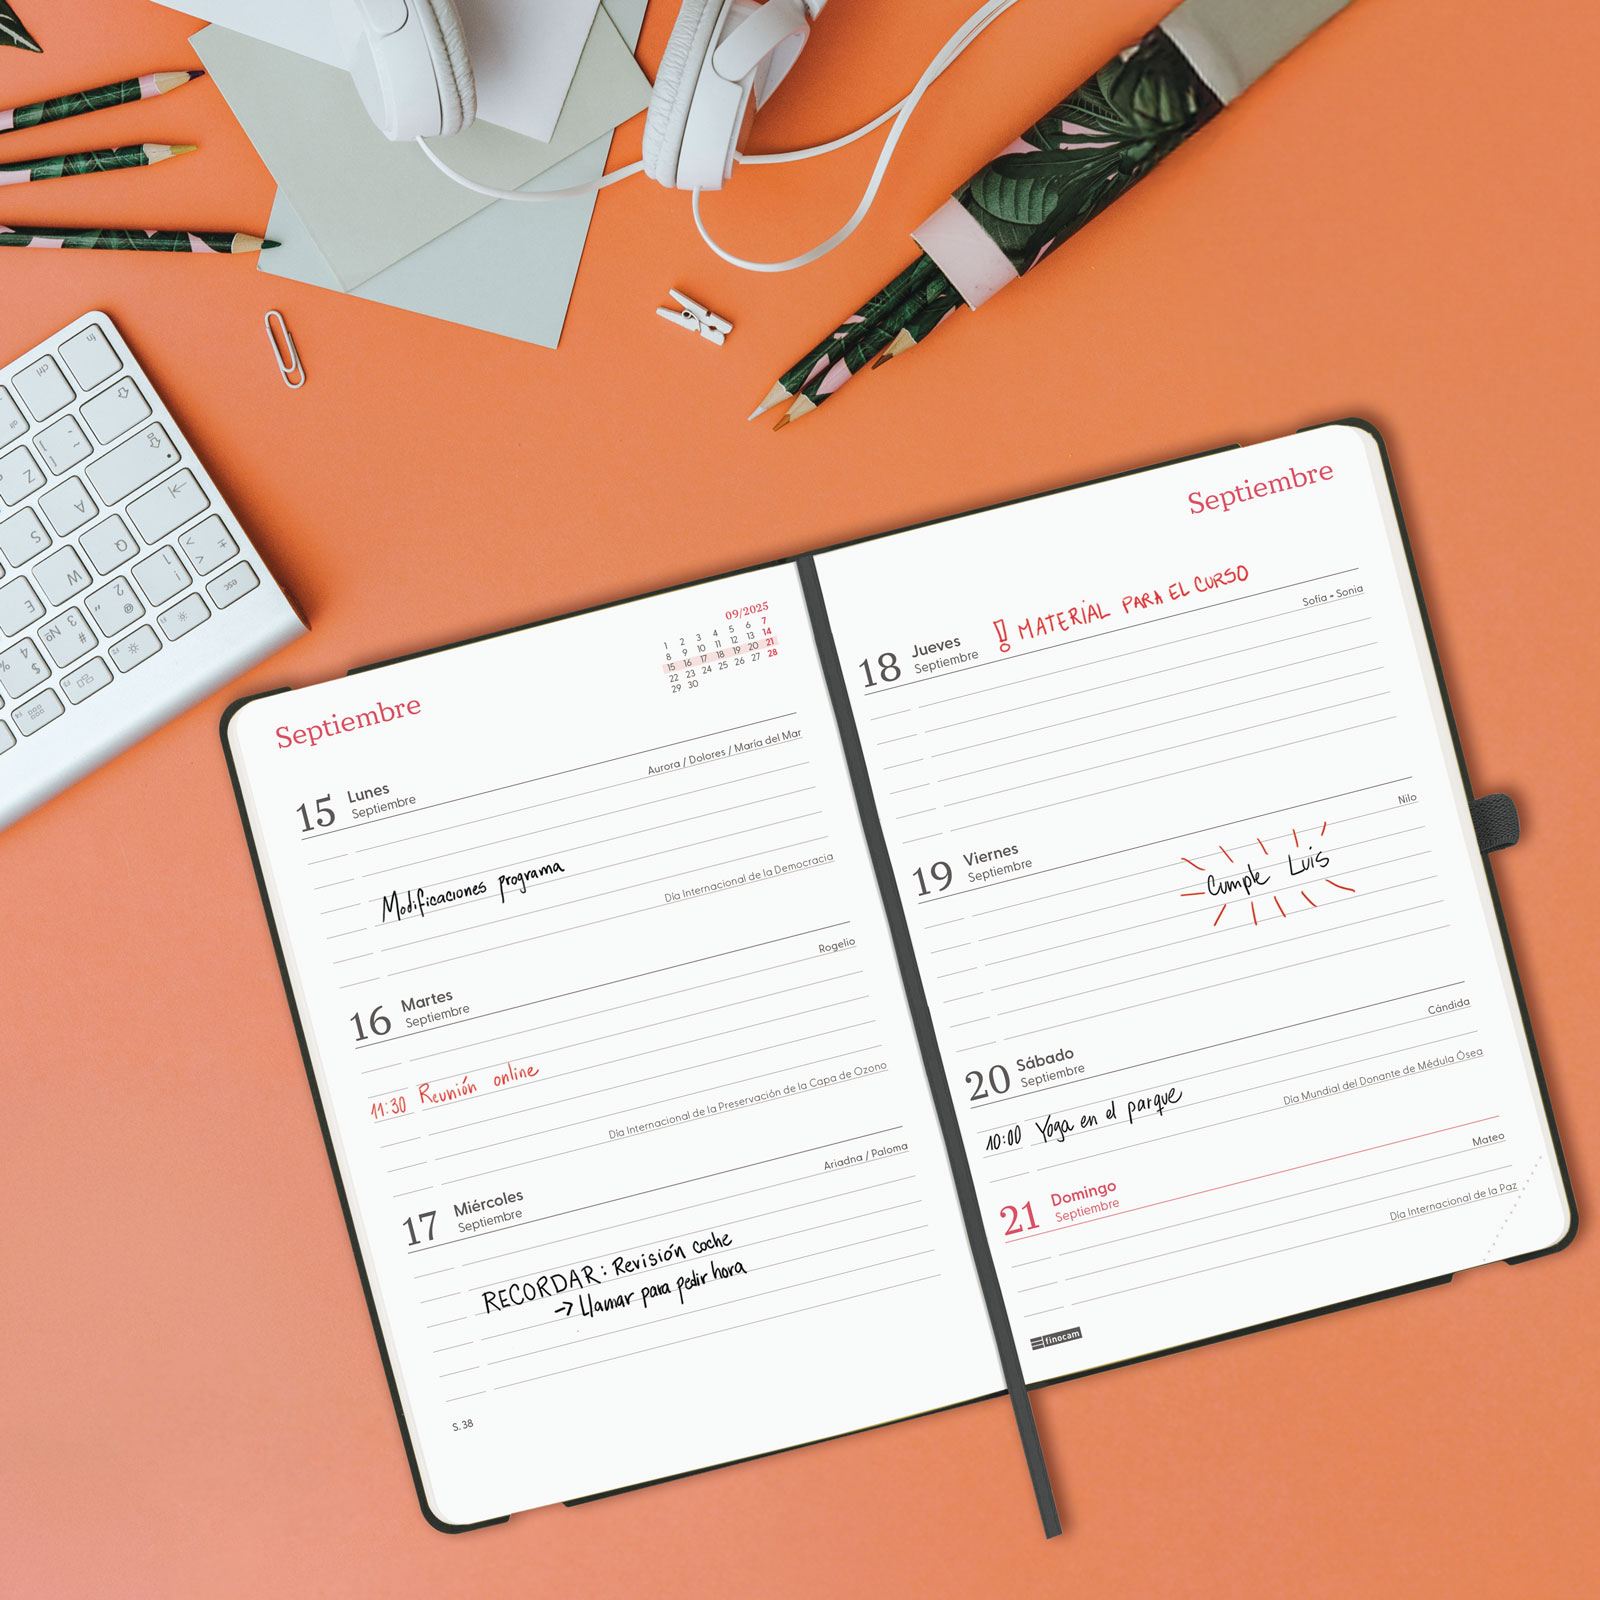 Septiembre
09/2025
1 2 3 4 5 6 7
8 9 10 11 12 13 14
15 16 17 18 19 20 21
22 23 24 25 26 27 28
29 30
15 Lunes
Septiembre
Aurora / Dolores / María del Mar
Modificaciones programa
Día Internacional de la Democracia
16 Martes
Septiembre
Rogelio
11:30 Reunión online
Día Internacional de la Preservación de la Capa de Ozono
17 Miércoles
Septiembre
Ariadna / Paloma
RECORDAR: Revisión coche
→ Llamar para pedir hora
S. 38
Septiembre
18 Jueves
Septiembre
! MATERIAL PARA EL CURSO
Sofía - Sonia
19 Viernes
Septiembre
Nilo
Cumple Luis
20 Sábado
Septiembre
Cándida
10:00 Yoga en el parque
Día Mundial del Donante de Médula Ósea
21 Domingo
Septiembre
Mateo
Día Internacional de la Paz
finocam
fn
ctrl
alt
Z
A
S
Q
W
E
esc